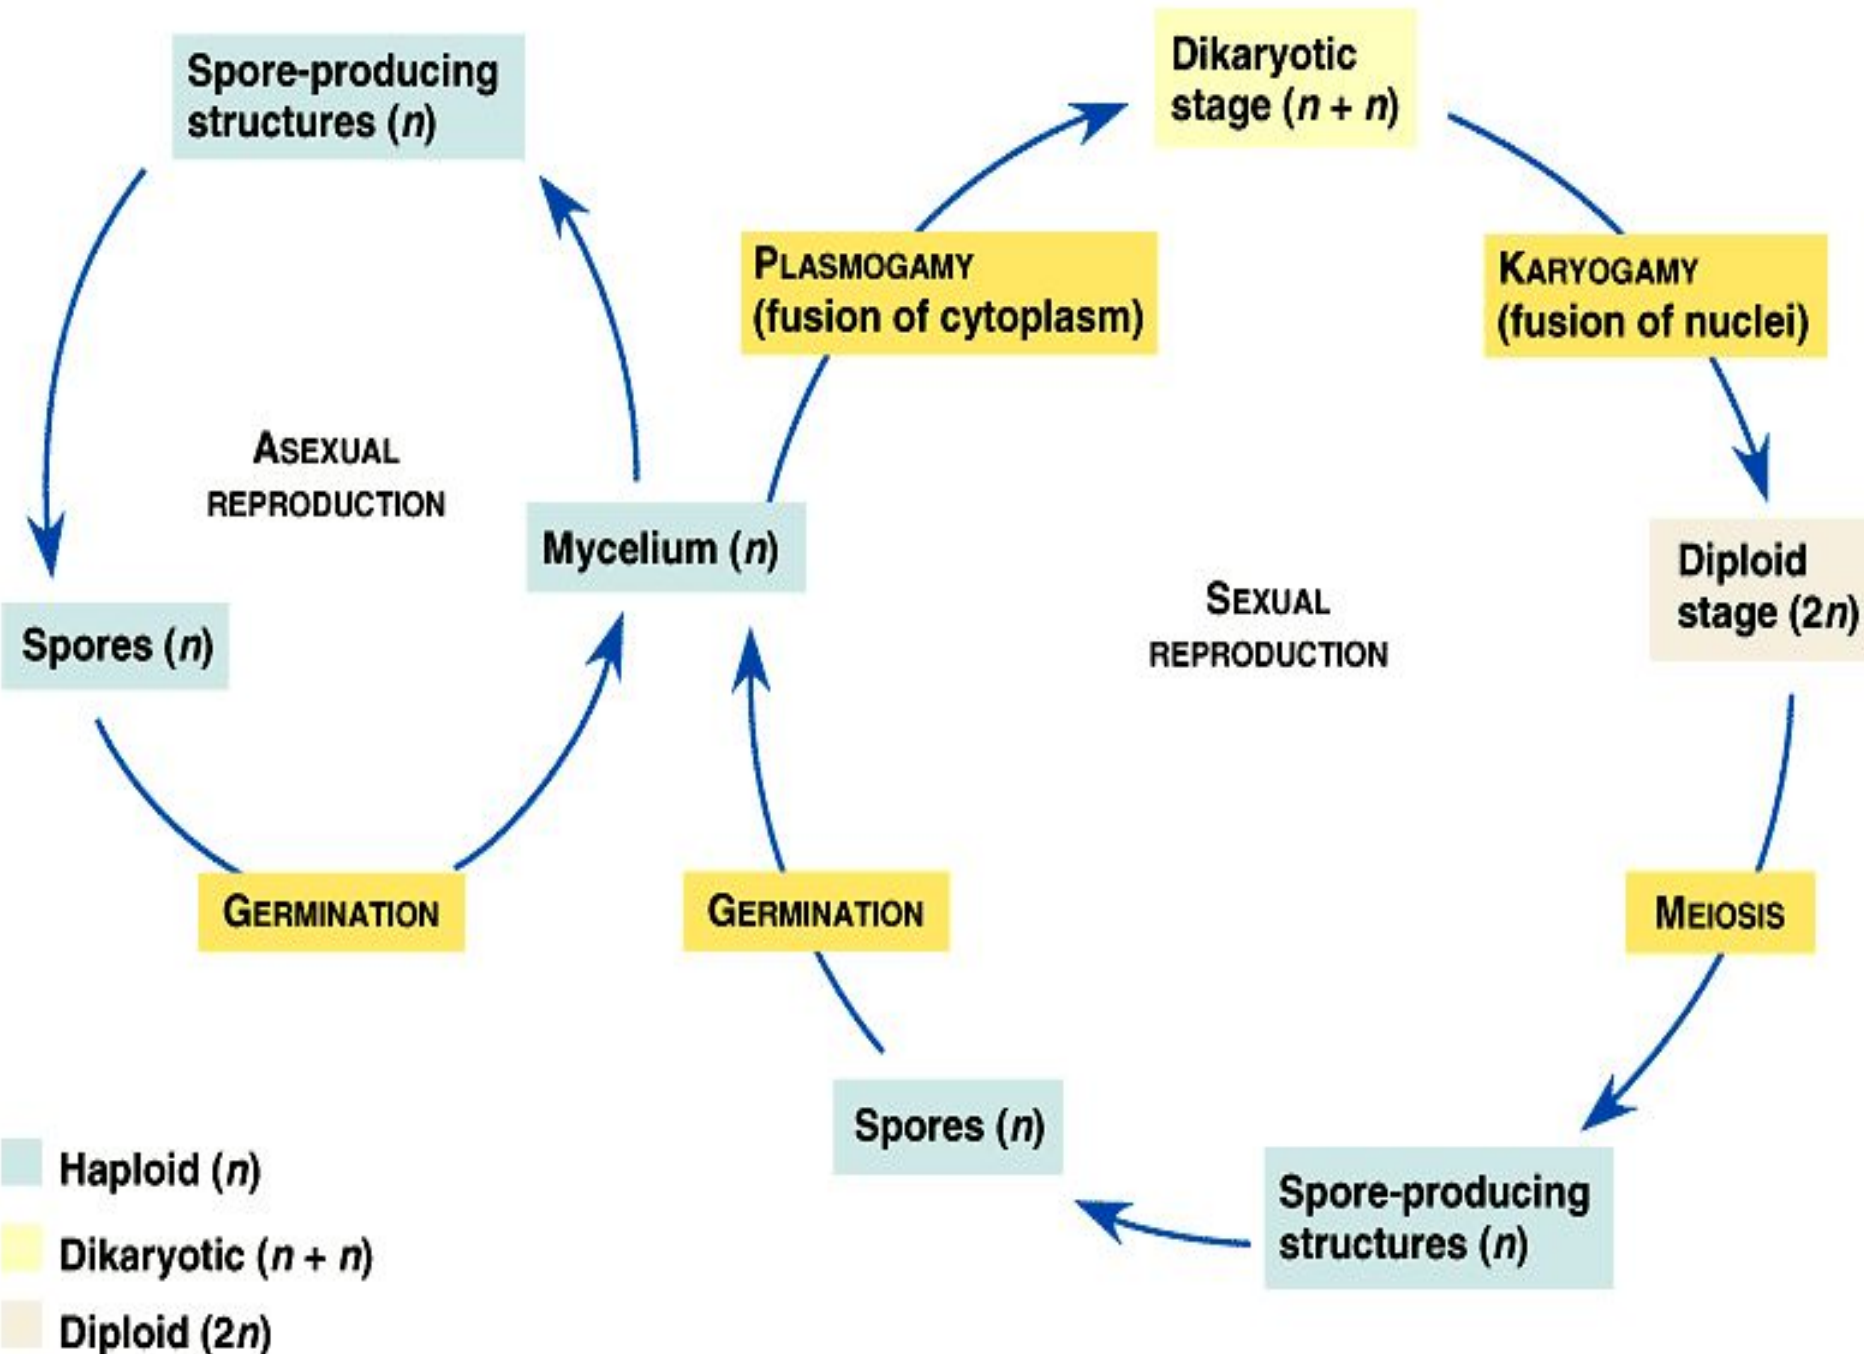 Spore-producing
structures (n)
Dikaryotic
stage (n + n)
PLASMOGAMY
(fusion of cytoplasm)
KARYOGAMY
(fusion of nuclei)
ASEXUAL
REPRODUCTION
Mycelium (n)
Diploid
stage (2n)
SEXUAL
REPRODUCTION
Spores (n)
GERMINATION
GERMINATION
MEIOSIS
Spores (n)
Spore-producing
structures (n)
Haploid (n)
Dikaryotic (n + n)
Diploid (2n)